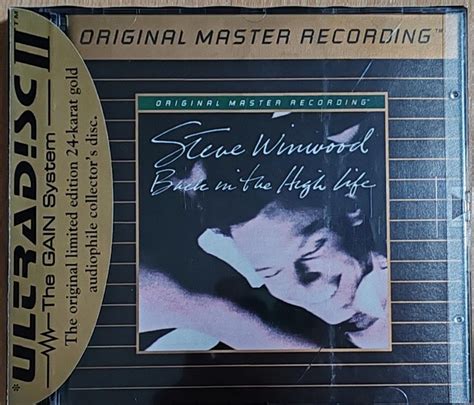 ORIGINAL MASTER RECORDING™
ORIGINAL MASTER RECORDING™
Steve Winwood
Back in the High Life
*ULTRADISC II™
The GAIN System™
The original limited edition 24-karat gold
audiophile collector's disc.